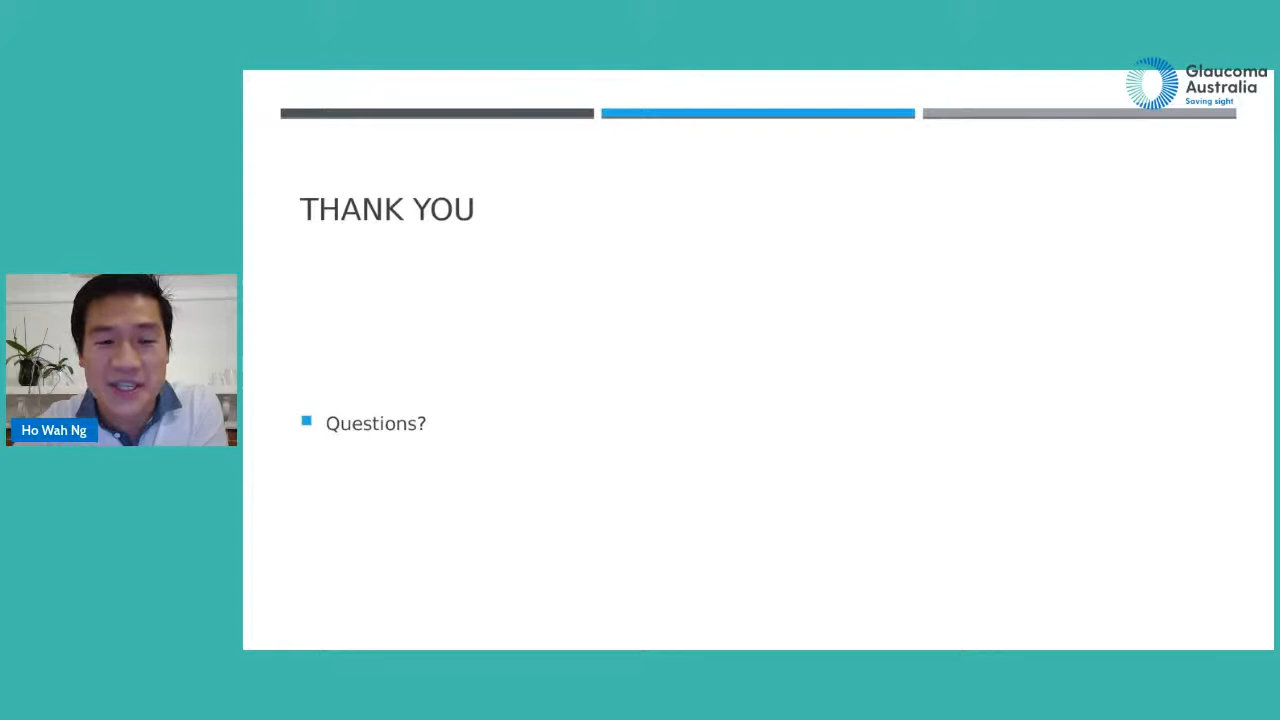 Glaucoma
Australia
Saving sight
THANK YOU
Questions?
Ho Wah Ng